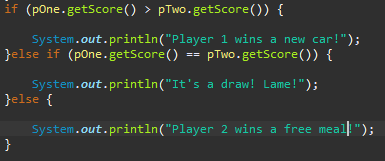 if (pOne.getScore() > pTwo.getScore()) {
System.out.println("Player 1 wins a new car!");
}else if (pOne.getScore() == pTwo.getScore()) {
System.out.println("It's a draw! Lame!");
}else {
System.out.println("Player 2 wins a free meal!");
}